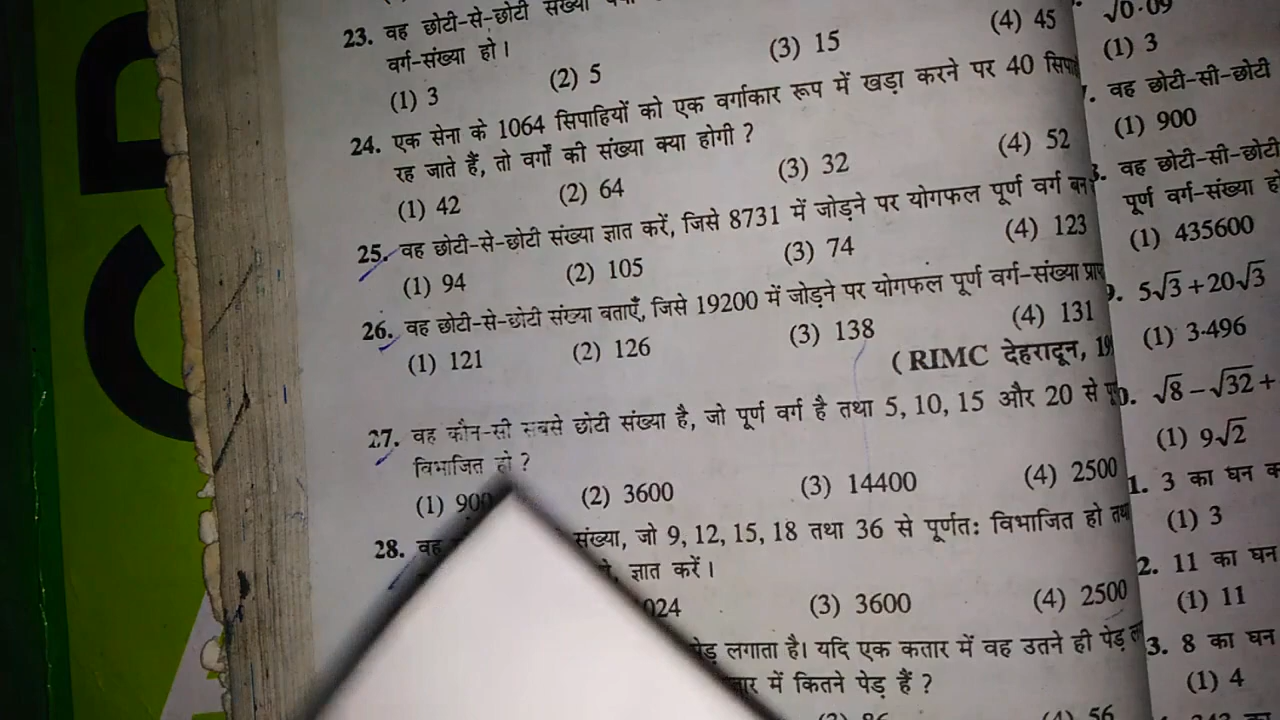 23. वह छोटी-से-छोटी संख्या
वर्ग-संख्या हो।
(1) 3 (2) 5 (3) 15 (4) 45
24. एक सेना के 1064 सिपाहियों को एक वर्गाकार रूप में खड़ा करने पर 40
रह जाते हैं, तो वर्गों की संख्या क्या होगी ?
(1) 42 (2) 64 (3) 32 (4) 52
25. वह छोटी-से-छोटी संख्या ज्ञात करें, जिसे 8731 में जोड़ने पर योगफल पूर्ण वर्ग
(1) 94 (2) 105 (3) 74 (4) 123
26. वह छोटी-से-छोटी संख्या बताएँ, जिसे 19200 में जोड़ने पर योगफल पूर्ण वर्ग-संख्या
(1) 121 (2) 126 (3) 138 (4) 131
(RIMC देहरादून,
27. वह कौन-सी सबसे छोटी संख्या है, जो पूर्ण वर्ग है तथा 5, 10, 15 और 20 से
विभाजित हो ?
(1) 900 (2) 3600 (3) 14400 (4) 2500
28. वह संख्या, जो 9, 12, 15, 18 तथा 36 से पूर्णत: विभाजित हो
ज्ञात करें।
024 (3) 3600 (4) 2500
लगाता है। यदि एक कतार में वह उतने ही पेड़
में कितने पेड़ हैं ?
(4) 56
√0·09
(1) 3
वह छोटी-सी-छोटी
(1) 900
वह छोटी-सी-छोटी
पूर्ण वर्ग-संख्या
(1) 435600
5√3 + 20√3
(1) 3·496
√8 − √32 +
(1) 9√2
1. 3 का घन
(1) 3
2. 11 का घन
(1) 11
3. 8 का घन
(1) 4